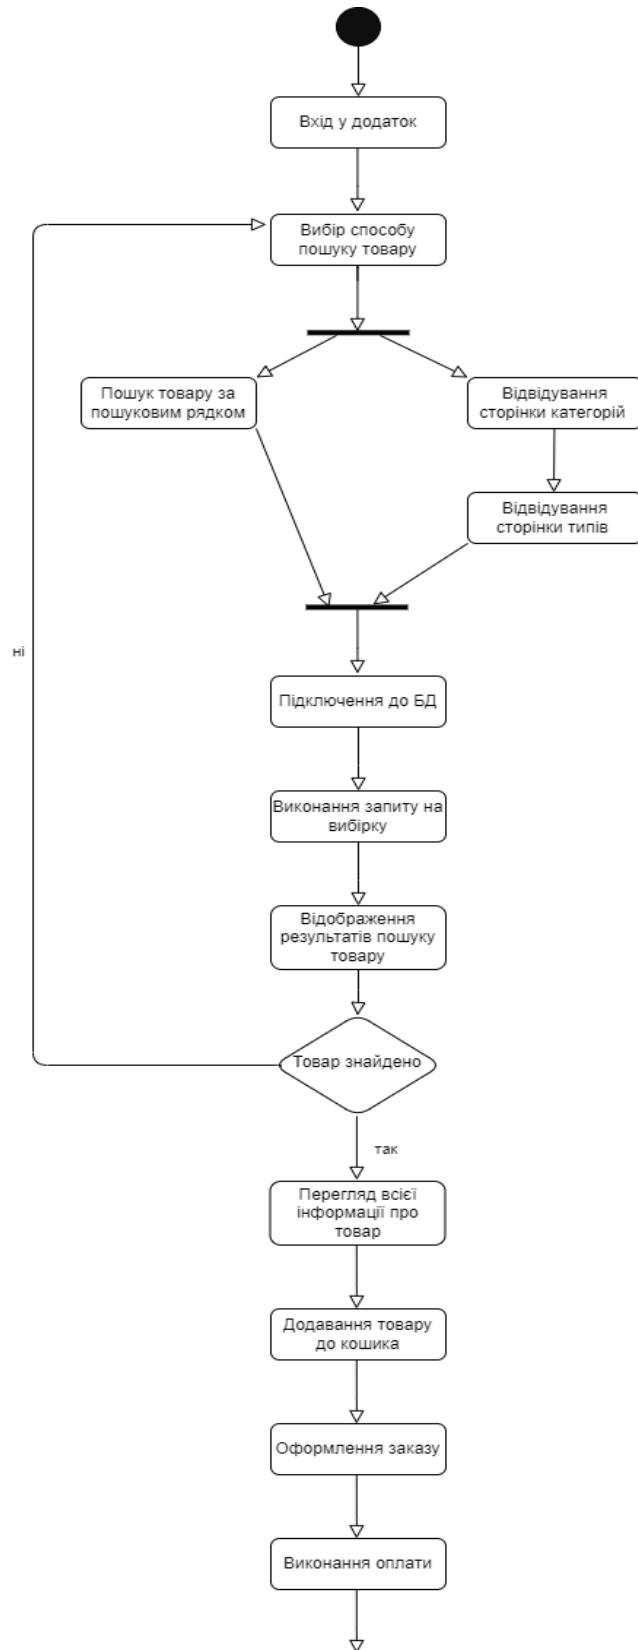 Вхід у додаток
Вибір способу
пошуку товару
Пошук товару за
пошуковим рядком
Відвідування
сторінки категорій
Відвідування
сторінки типів
ні
Підключення до БД
Виконання запиту на
вибірку
Відображення
результатів пошуку
товару
Товар знайдено
так
Перегляд всієї
інформації про
товар
Додавання товару
до кошика
Оформлення заказу
Виконання оплати